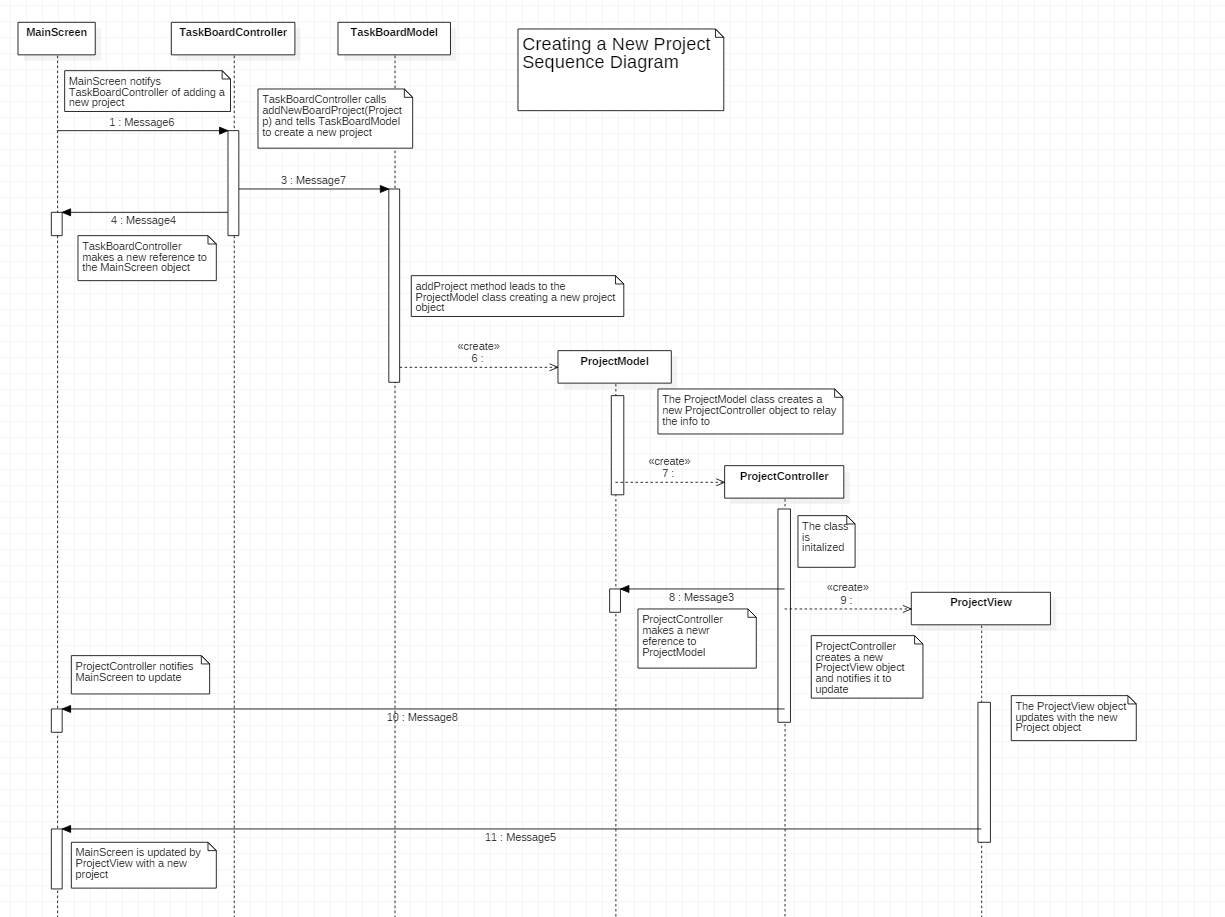 MainScreen
TaskBoardController
TaskBoardModel
Creating a New Project
Sequence Diagram
MainScreen notifys
TaskBoardController of adding a
new project
TaskBoardController calls
addNewBoardProject(Project
p) and tells TaskBoardModel
to create a new project
1 : Message6
3 : Message7
4 : Message4
TaskBoardController
makes a new reference to
the MainScreen object
addProject method leads to the
ProjectModel class creating a new project
object
«create»
6 :
ProjectModel
The ProjectModel class creates a
new ProjectController object to relay
the info to
«create»
7 :
ProjectController
The class
is
initalized
«create»
9 :
ProjectView
8 : Message3
ProjectController
makes a newr
eference to
ProjectModel
ProjectController
creates a new
ProjectView object
and notifies it to
update
ProjectController notifies
MainScreen to update
10 : Message8
The ProjectView object
updates with the new
Project object
11 : Message5
MainScreen is updated by
ProjectView with a new
project